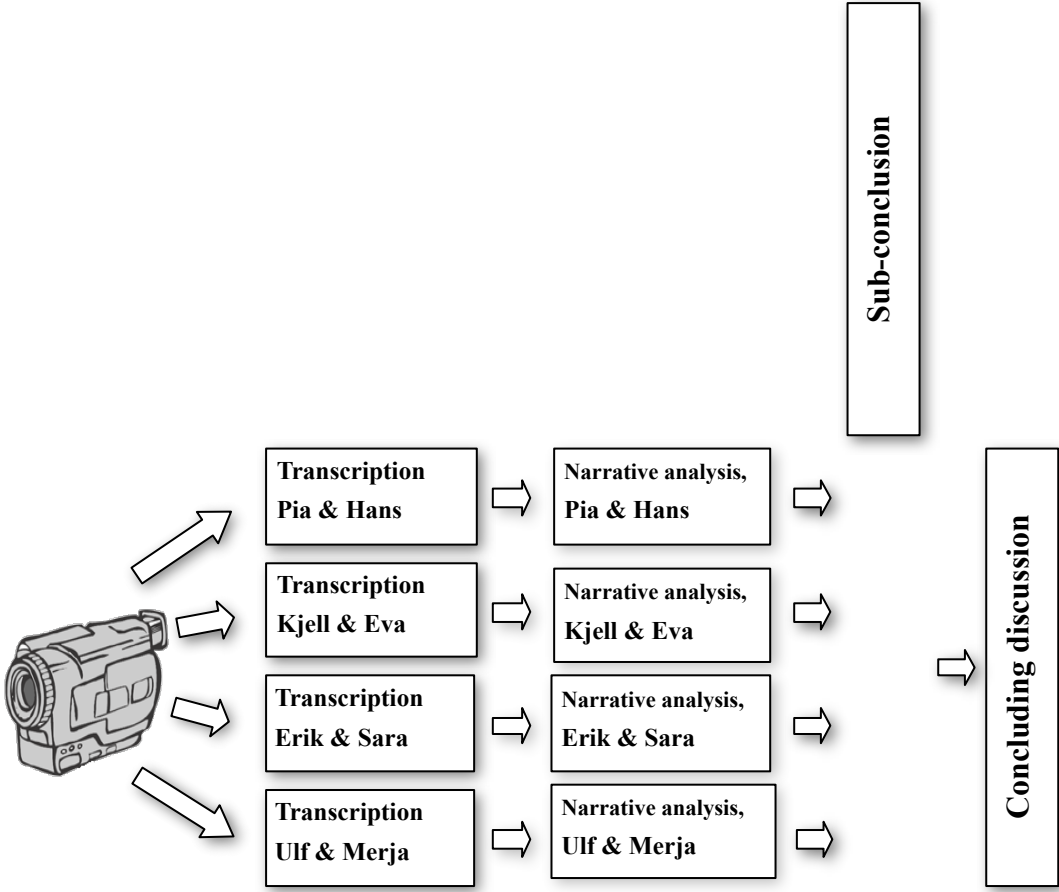 Sub-conclusion
Transcription
Pia & Hans
Narrative analysis,
Pia & Hans
Transcription
Kjell & Eva
Narrative analysis,
Kjell & Eva
Transcription
Erik & Sara
Narrative analysis,
Erik & Sara
Transcription
Ulf & Merja
Narrative analysis,
Ulf & Merja
Concluding discussion